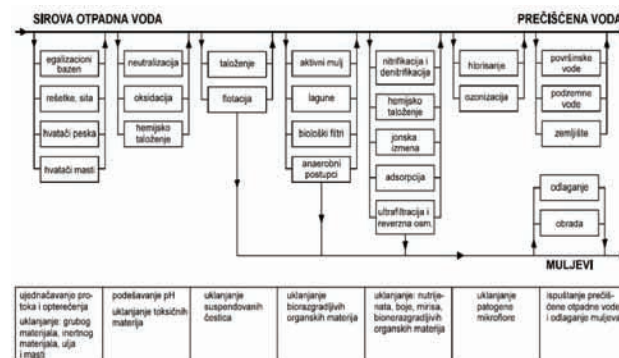 SIROVA OTPADNA VODA
PREČIŠĆENA VODA
egalizacioni
bazen
rešetke, sita
hvatači peska
hvatači masti
neutralizacija
oksidacija
hemijsko
taloženje
taloženje
flotacija
aktivni mulj
lagune
biološki filtri
anaerobni
postupci
nitrifikacija i
denitrifikacija
hemijsko
taloženje
jonska
izmena
adsorpcija
ultrafiltracija i
reverzna osm.
hlorisanje
ozonizacija
površinske
vode
podzemne
vode
zemljište
odlaganje
obrada
MULJEVI
ujednačavanje pro-
toka i opterećenja
uklanjanje: grubog
materijala, inertnog
materijala, ulja
i masti
podešavanje pH
uklanjanje toksičnih
materija
uklanjanje
suspendovanih
čestica
uklanjanje
biorazgradljivih
organskih materija
uklanjanje: nutrije-
nata, boje, mirisa,
bionerazgradljivih
organskih materija
uklanjanje
patogene
mikroflore
ispuštanje prečiš-
ćene otpadne vode
i odlaganje muljeva